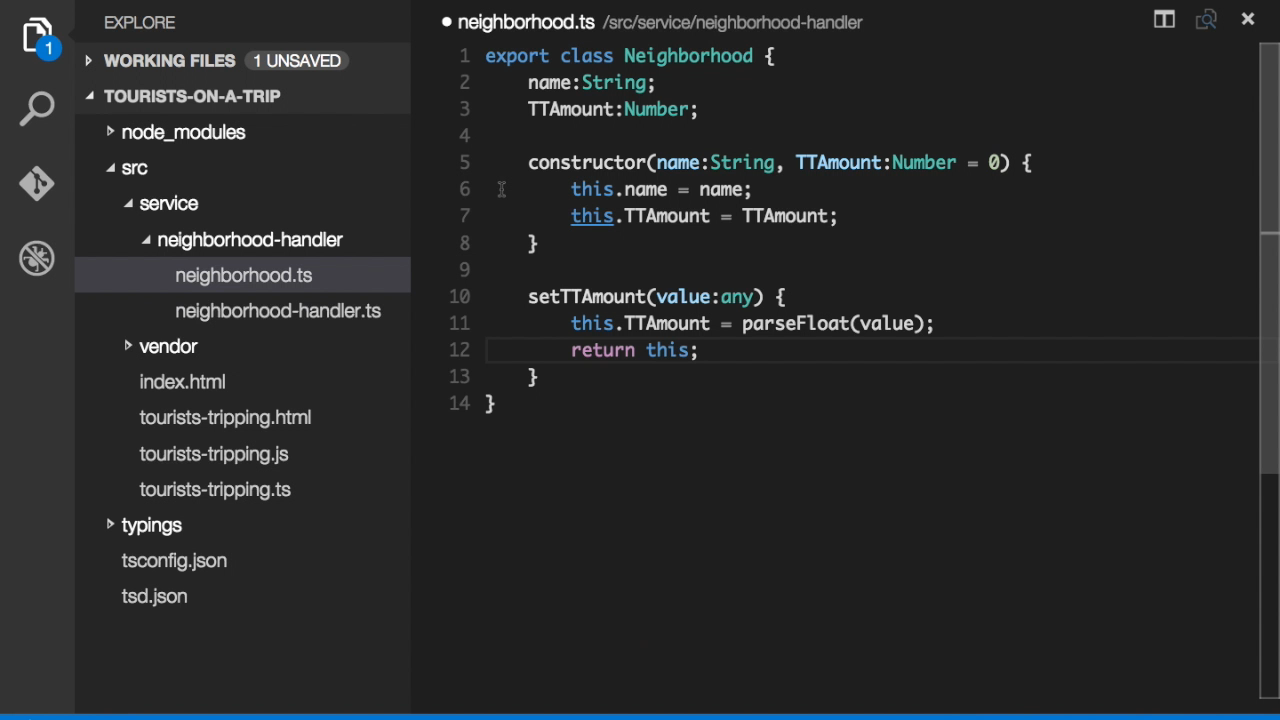 EXPLORE
WORKING FILES 1 UNSAVED
TOURISTS-ON-A-TRIP
node_modules
src
service
neighborhood-handler
neighborhood.ts
neighborhood-handler.ts
vendor
index.html
tourists-tripping.html
tourists-tripping.js
tourists-tripping.ts
typings
tsconfig.json
tsd.json
1
neighborhood.ts /src/service/neighborhood-handler
1 export class Neighborhood {
2 name:String;
3 TTAmount:Number;
4
5 constructor(name:String, TTAmount:Number = 0) {
6 this.name = name;
7 this.TTAmount = TTAmount;
8 }
9
10 setTTAmount(value:any) {
11 this.TTAmount = parseFloat(value);
12 return this;
13 }
14 }